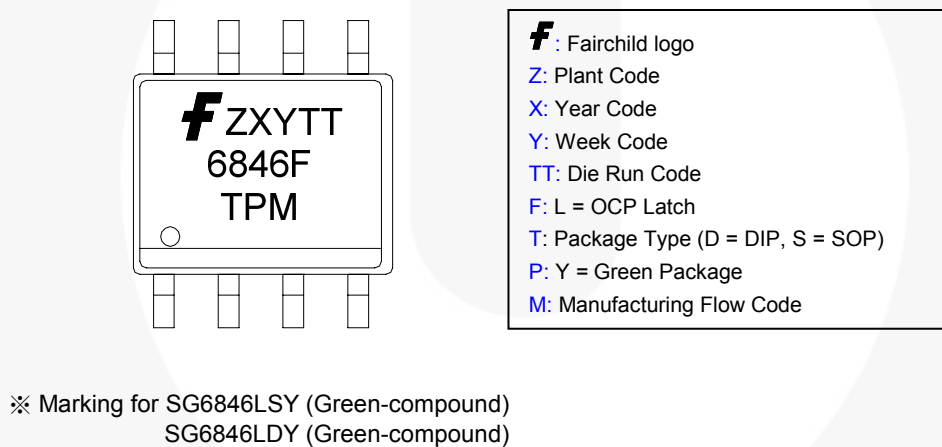 ZXYTT
6846F
TPM
: Fairchild logo
Z: Plant Code
X: Year Code
Y: Week Code
TT: Die Run Code
F: L = OCP Latch
T: Package Type (D = DIP, S = SOP)
P: Y = Green Package
M: Manufacturing Flow Code
※ Marking for SG6846LSY (Green-compound)
SG6846LDY (Green-compound)